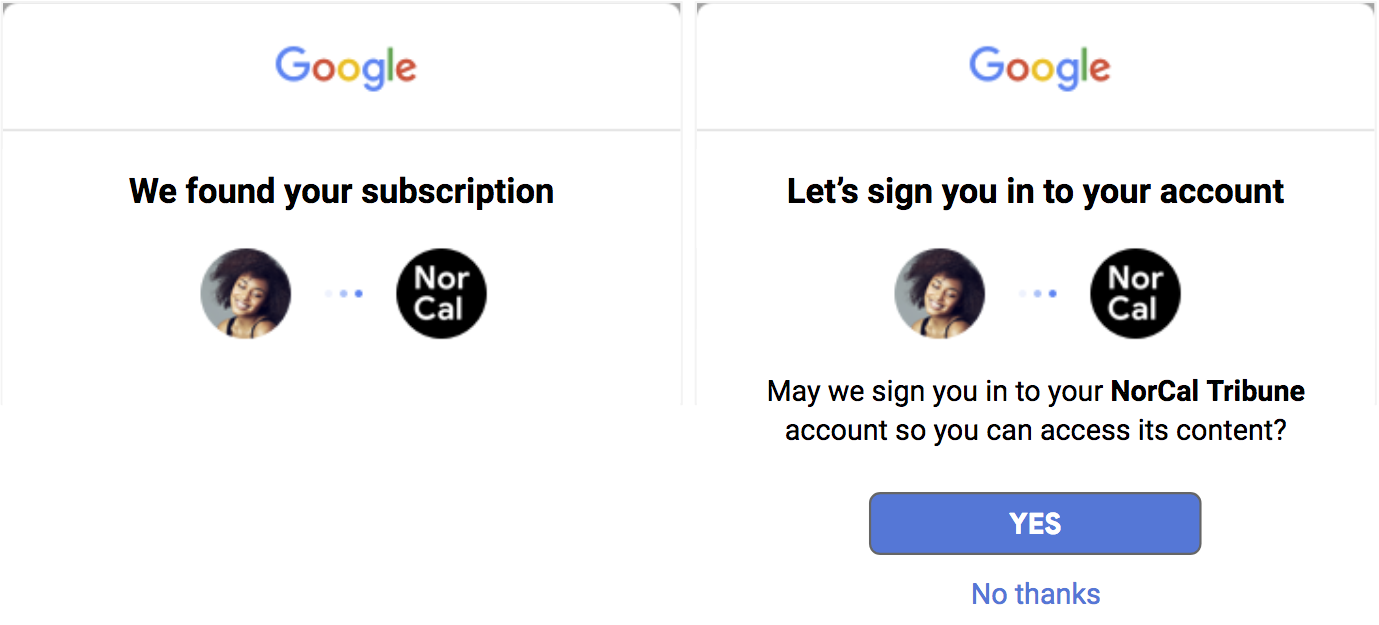 Google
We found your subscription
Nor
Cal
Google
Let’s sign you in to your account
Nor
Cal
May we sign you in to your NorCal Tribune
account so you can access its content?
YES
No thanks